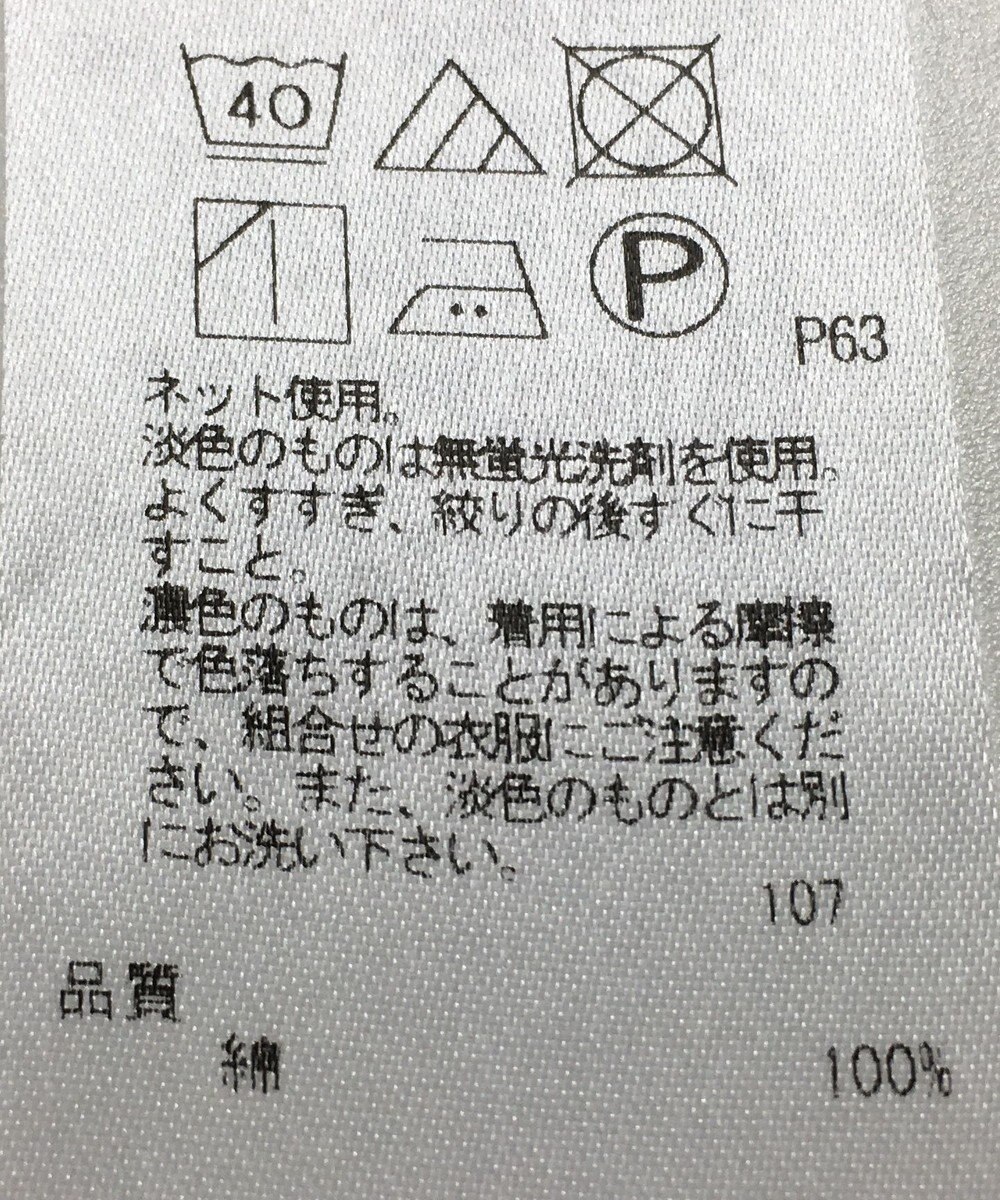 40
P
P63
ネット使用。
淡色のものは無蛍光洗剤を使用。
よくすすぎ、絞りの後すぐに干
すこと。
濃色のものは、着用による摩擦
で色落ちすることがありますの
で、組合せの衣服にご注意くだ
さい。また、淡色のものとは別
にお洗い下さい。
107
品質
綿 100%